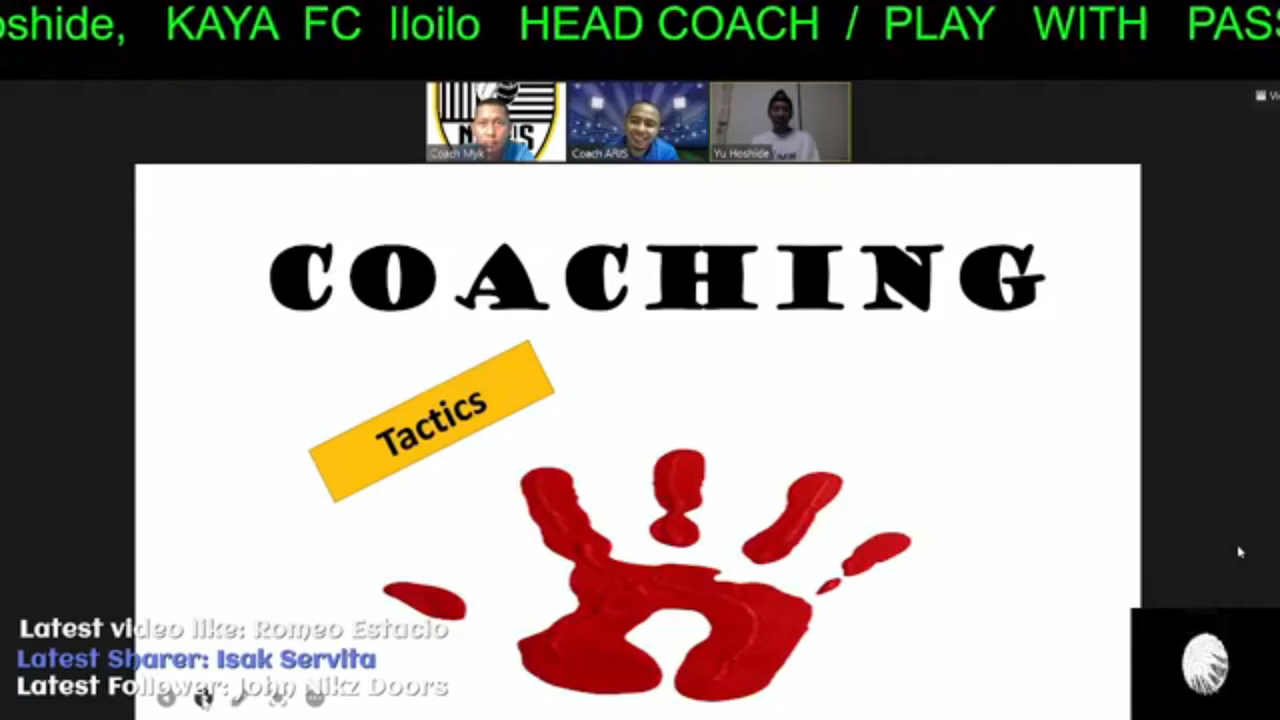 oshide, KAYA FC Iloilo HEAD COACH / PLAY WITH PASS
Coach Myk
Coach ARIS
Yu Hoshide
COACHING
Tactics
Latest video like: Romeo Estacio
Latest Sharer: Isak Servita
Latest Follower: John Nikz Doors